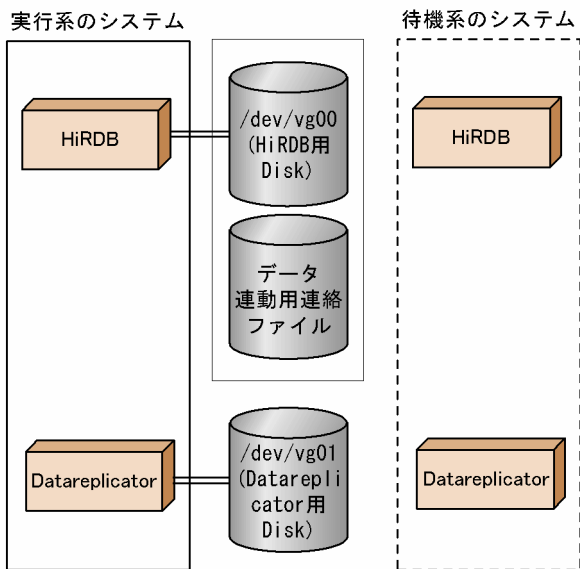 実行系のシステム
待機系のシステム
HiRDB
/dev/vg00
(HiRDB用
Disk)
HiRDB
データ
連動用連絡
ファイル
Datareplicator
/dev/vg01
(Datarepli
cator用
Disk)
Datareplicator